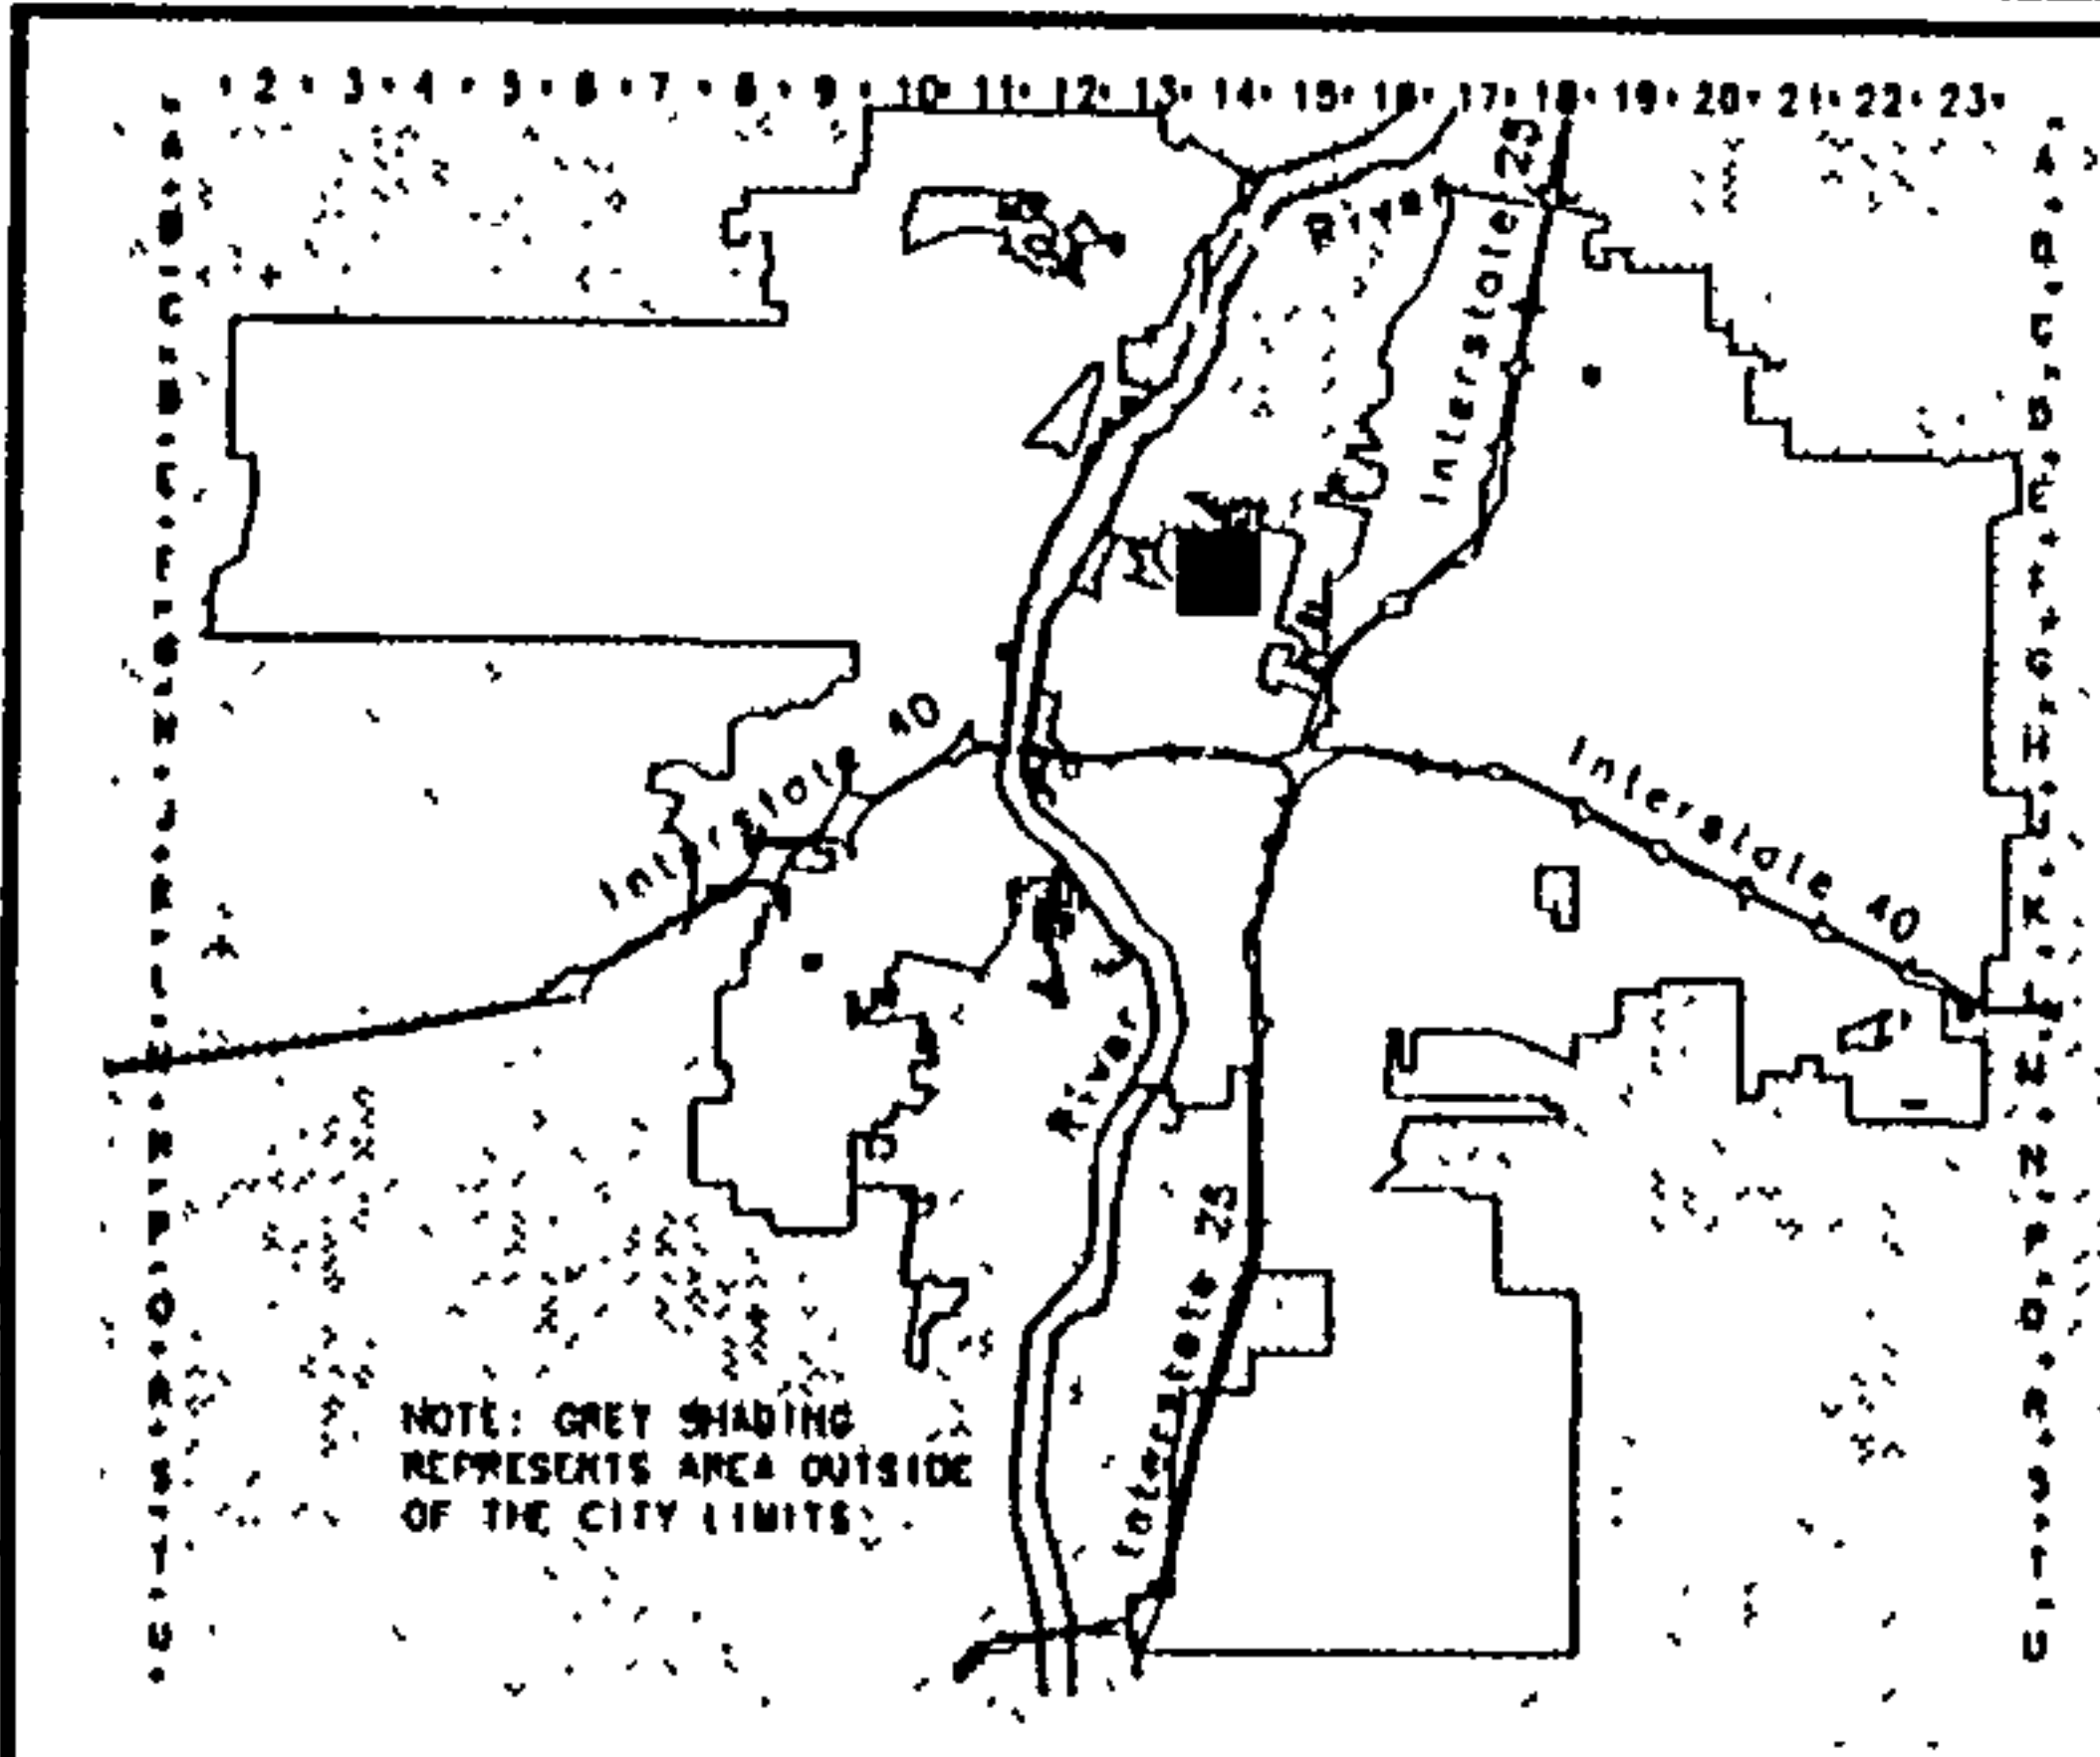 2 3 4 5 6 7 8 9 10 11 12 13 14 15 16 17 18 19 20 21 22 23
A
B
C
D
E
F
G
H
J
K
L
M
N
P
Q
R
S
T
U
A
B
C
D
E
F
G
H
J
K
L
M
N
P
Q
R
S
T
U
River
Interstate 25
Interstate 40
Interstate 40
River
Interstate 25
NOTE: GREY SHADING
REPRESENTS AREA OUTSIDE
OF THE CITY LIMITS